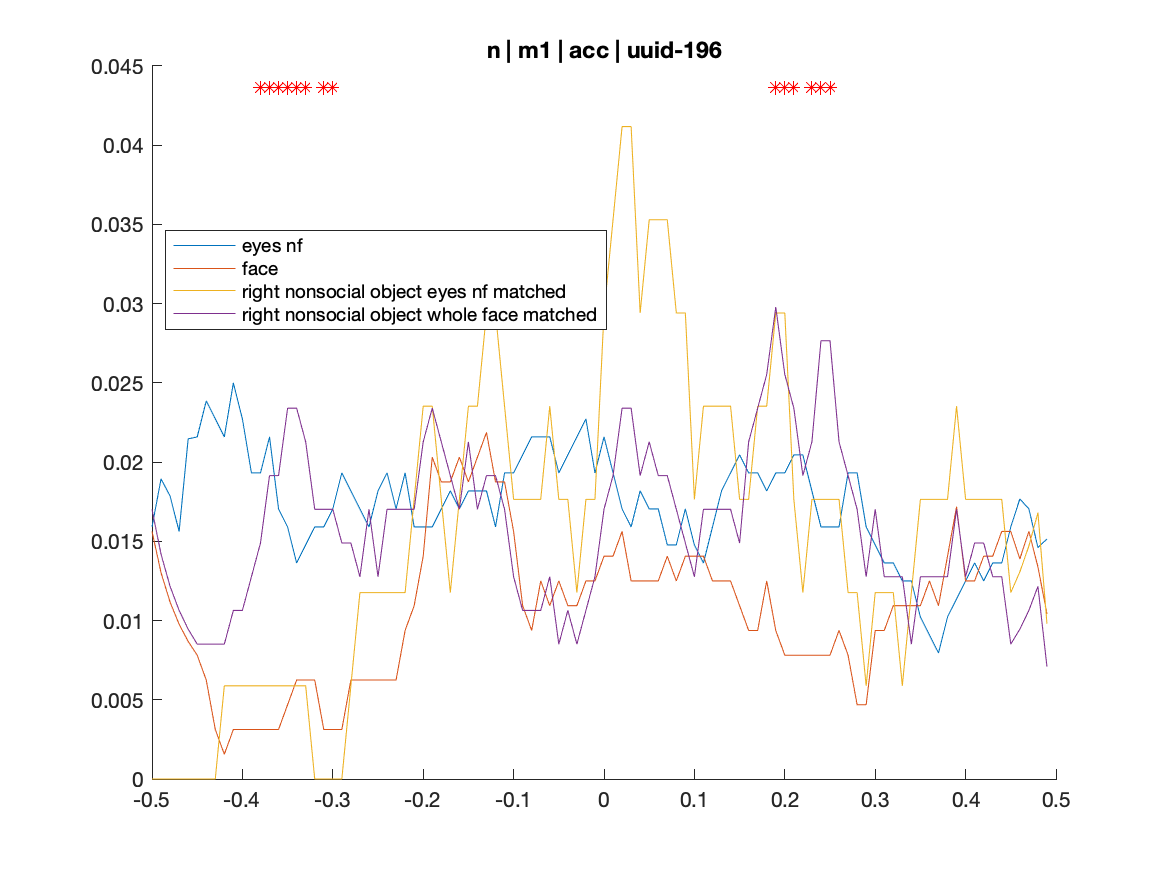 n | m1 | acc | uuid-196
0.045
0.04
0.035
0.03
0.025
0.02
0.015
0.01
0.005
0
eyes nf
face
right nonsocial object eyes nf matched
right nonsocial object whole face matched
-0.5 -0.4 -0.3 -0.2 -0.1 0 0.1 0.2 0.3 0.4 0.5